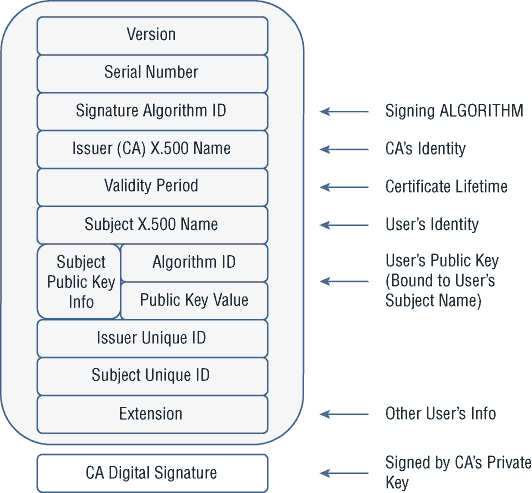 Version
Serial Number
Signature Algorithm ID
Signing ALGORITHM
Issuer (CA) X.500 Name
CA's Identity
Validity Period
Certificate Lifetime
Subject X.500 Name
User's Identity
Subject
Public Key
Info
Algorithm ID
Public Key Value
User's Public Key
(Bound to User's
Subject Name)
Issuer Unique ID
Subject Unique ID
Extension
Other User's Info
CA Digital Signature
Signed by CA's Private
Key